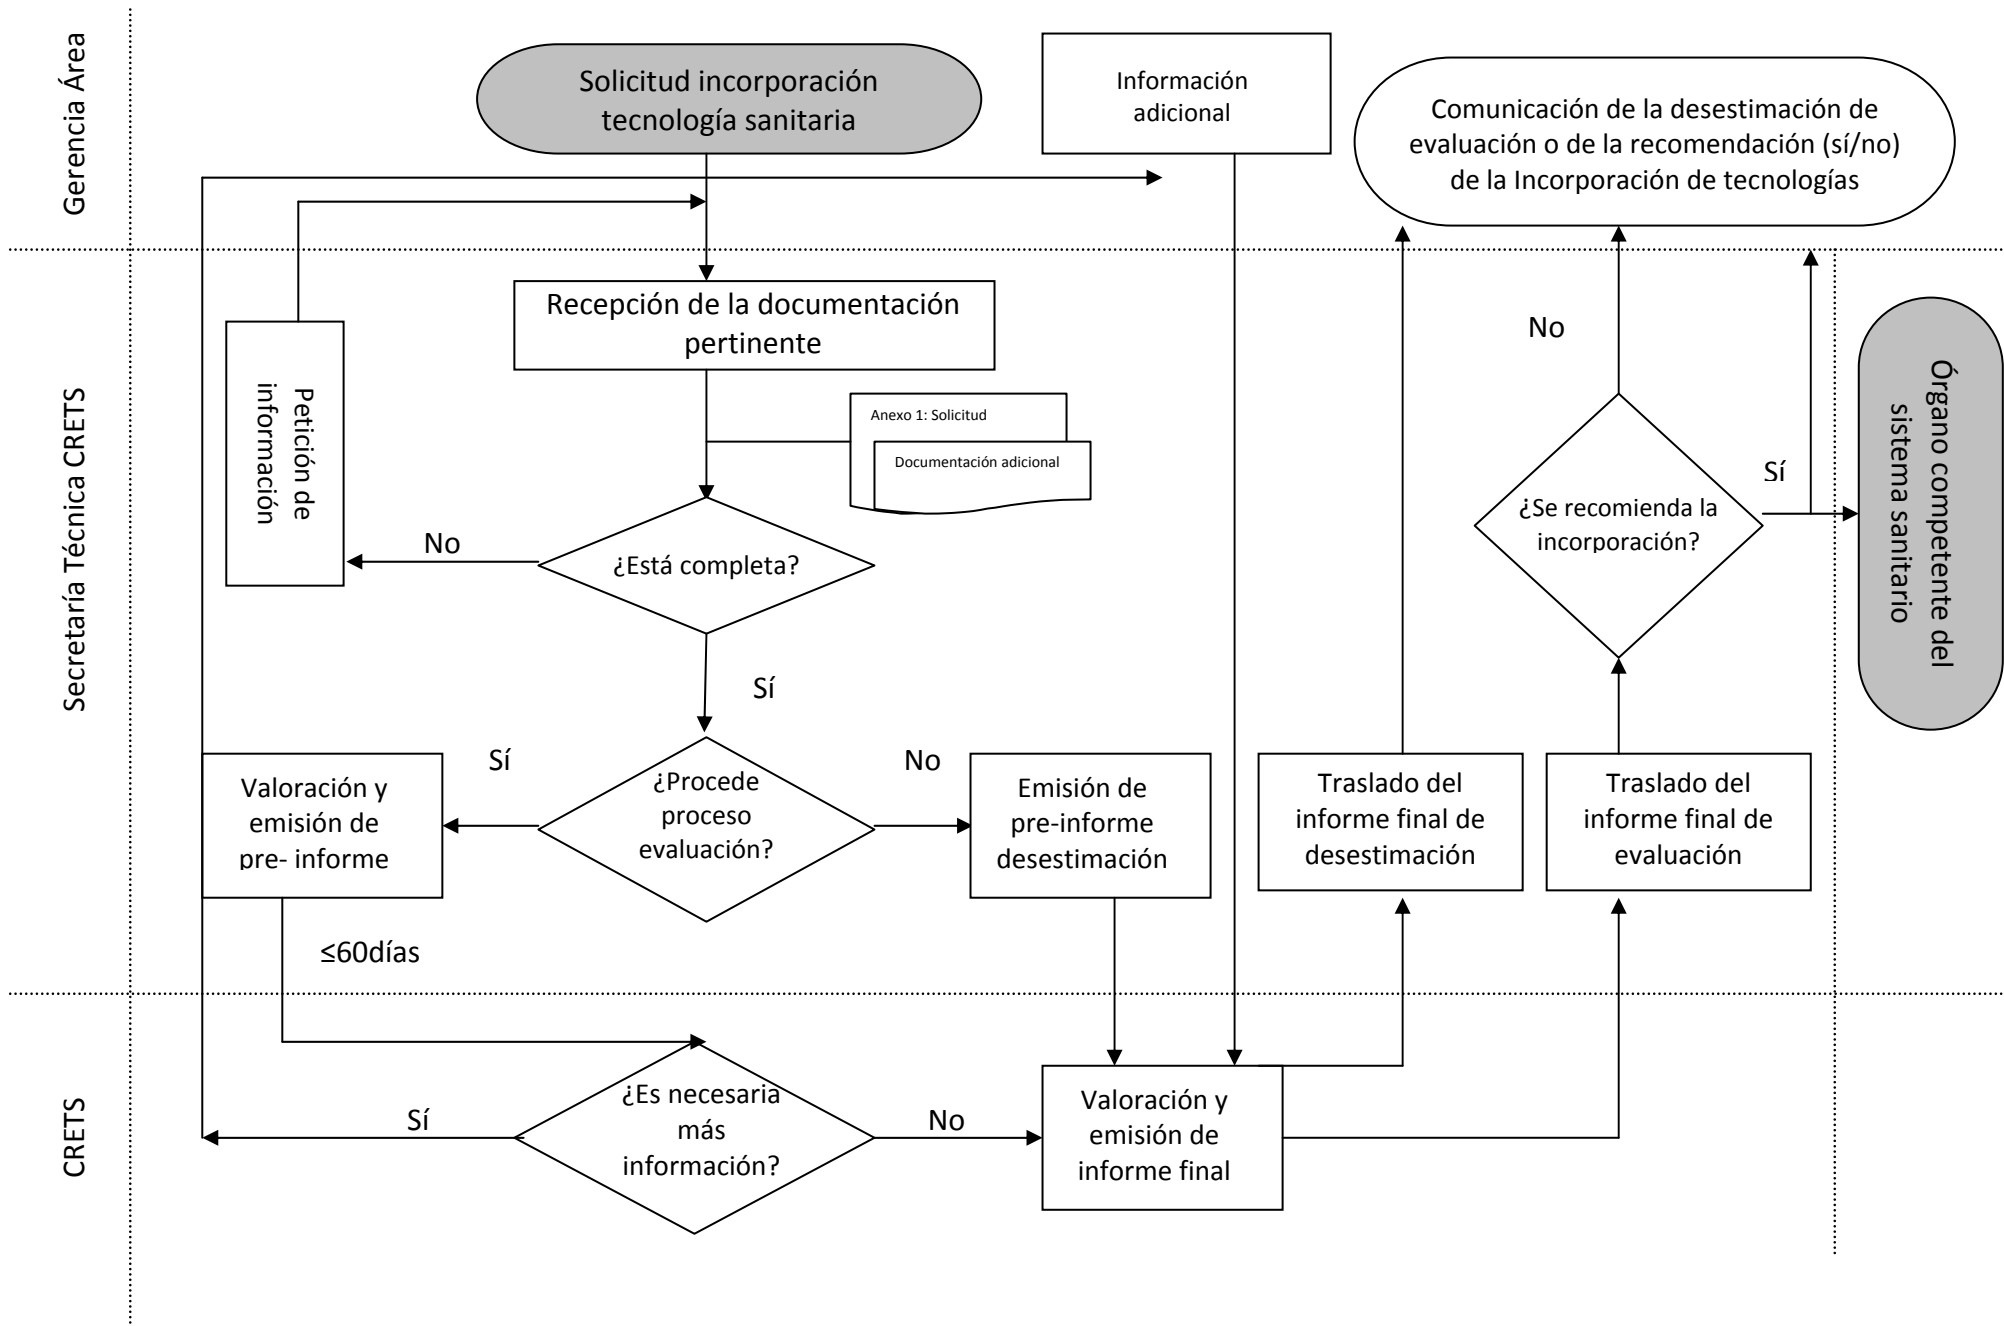 Gerencia Área
Solicitud incorporación
tecnología sanitaria
Información
adicional
Comunicación de la desestimación de
evaluación o de la recomendación (sí/no)
de la Incorporación de tecnologías
Secretaría Técnica CRETS
Recepción de la documentación
pertinente
Petición de
información
Anexo 1: Solicitud
Documentación adicional
No
¿Está completa?
Sí
No
¿Se recomienda la
incorporación?
Sí
Órgano competente del
sistema sanitario
Valoración y
emisión de
pre- informe
Sí
¿Procede
proceso
evaluación?
No
Emisión de
pre-informe
desestimación
Traslado del
informe final de
desestimación
Traslado del
informe final de
evaluación
≤60días
CRETS
Sí
¿Es necesaria
más
información?
No
Valoración y
emisión de
informe final